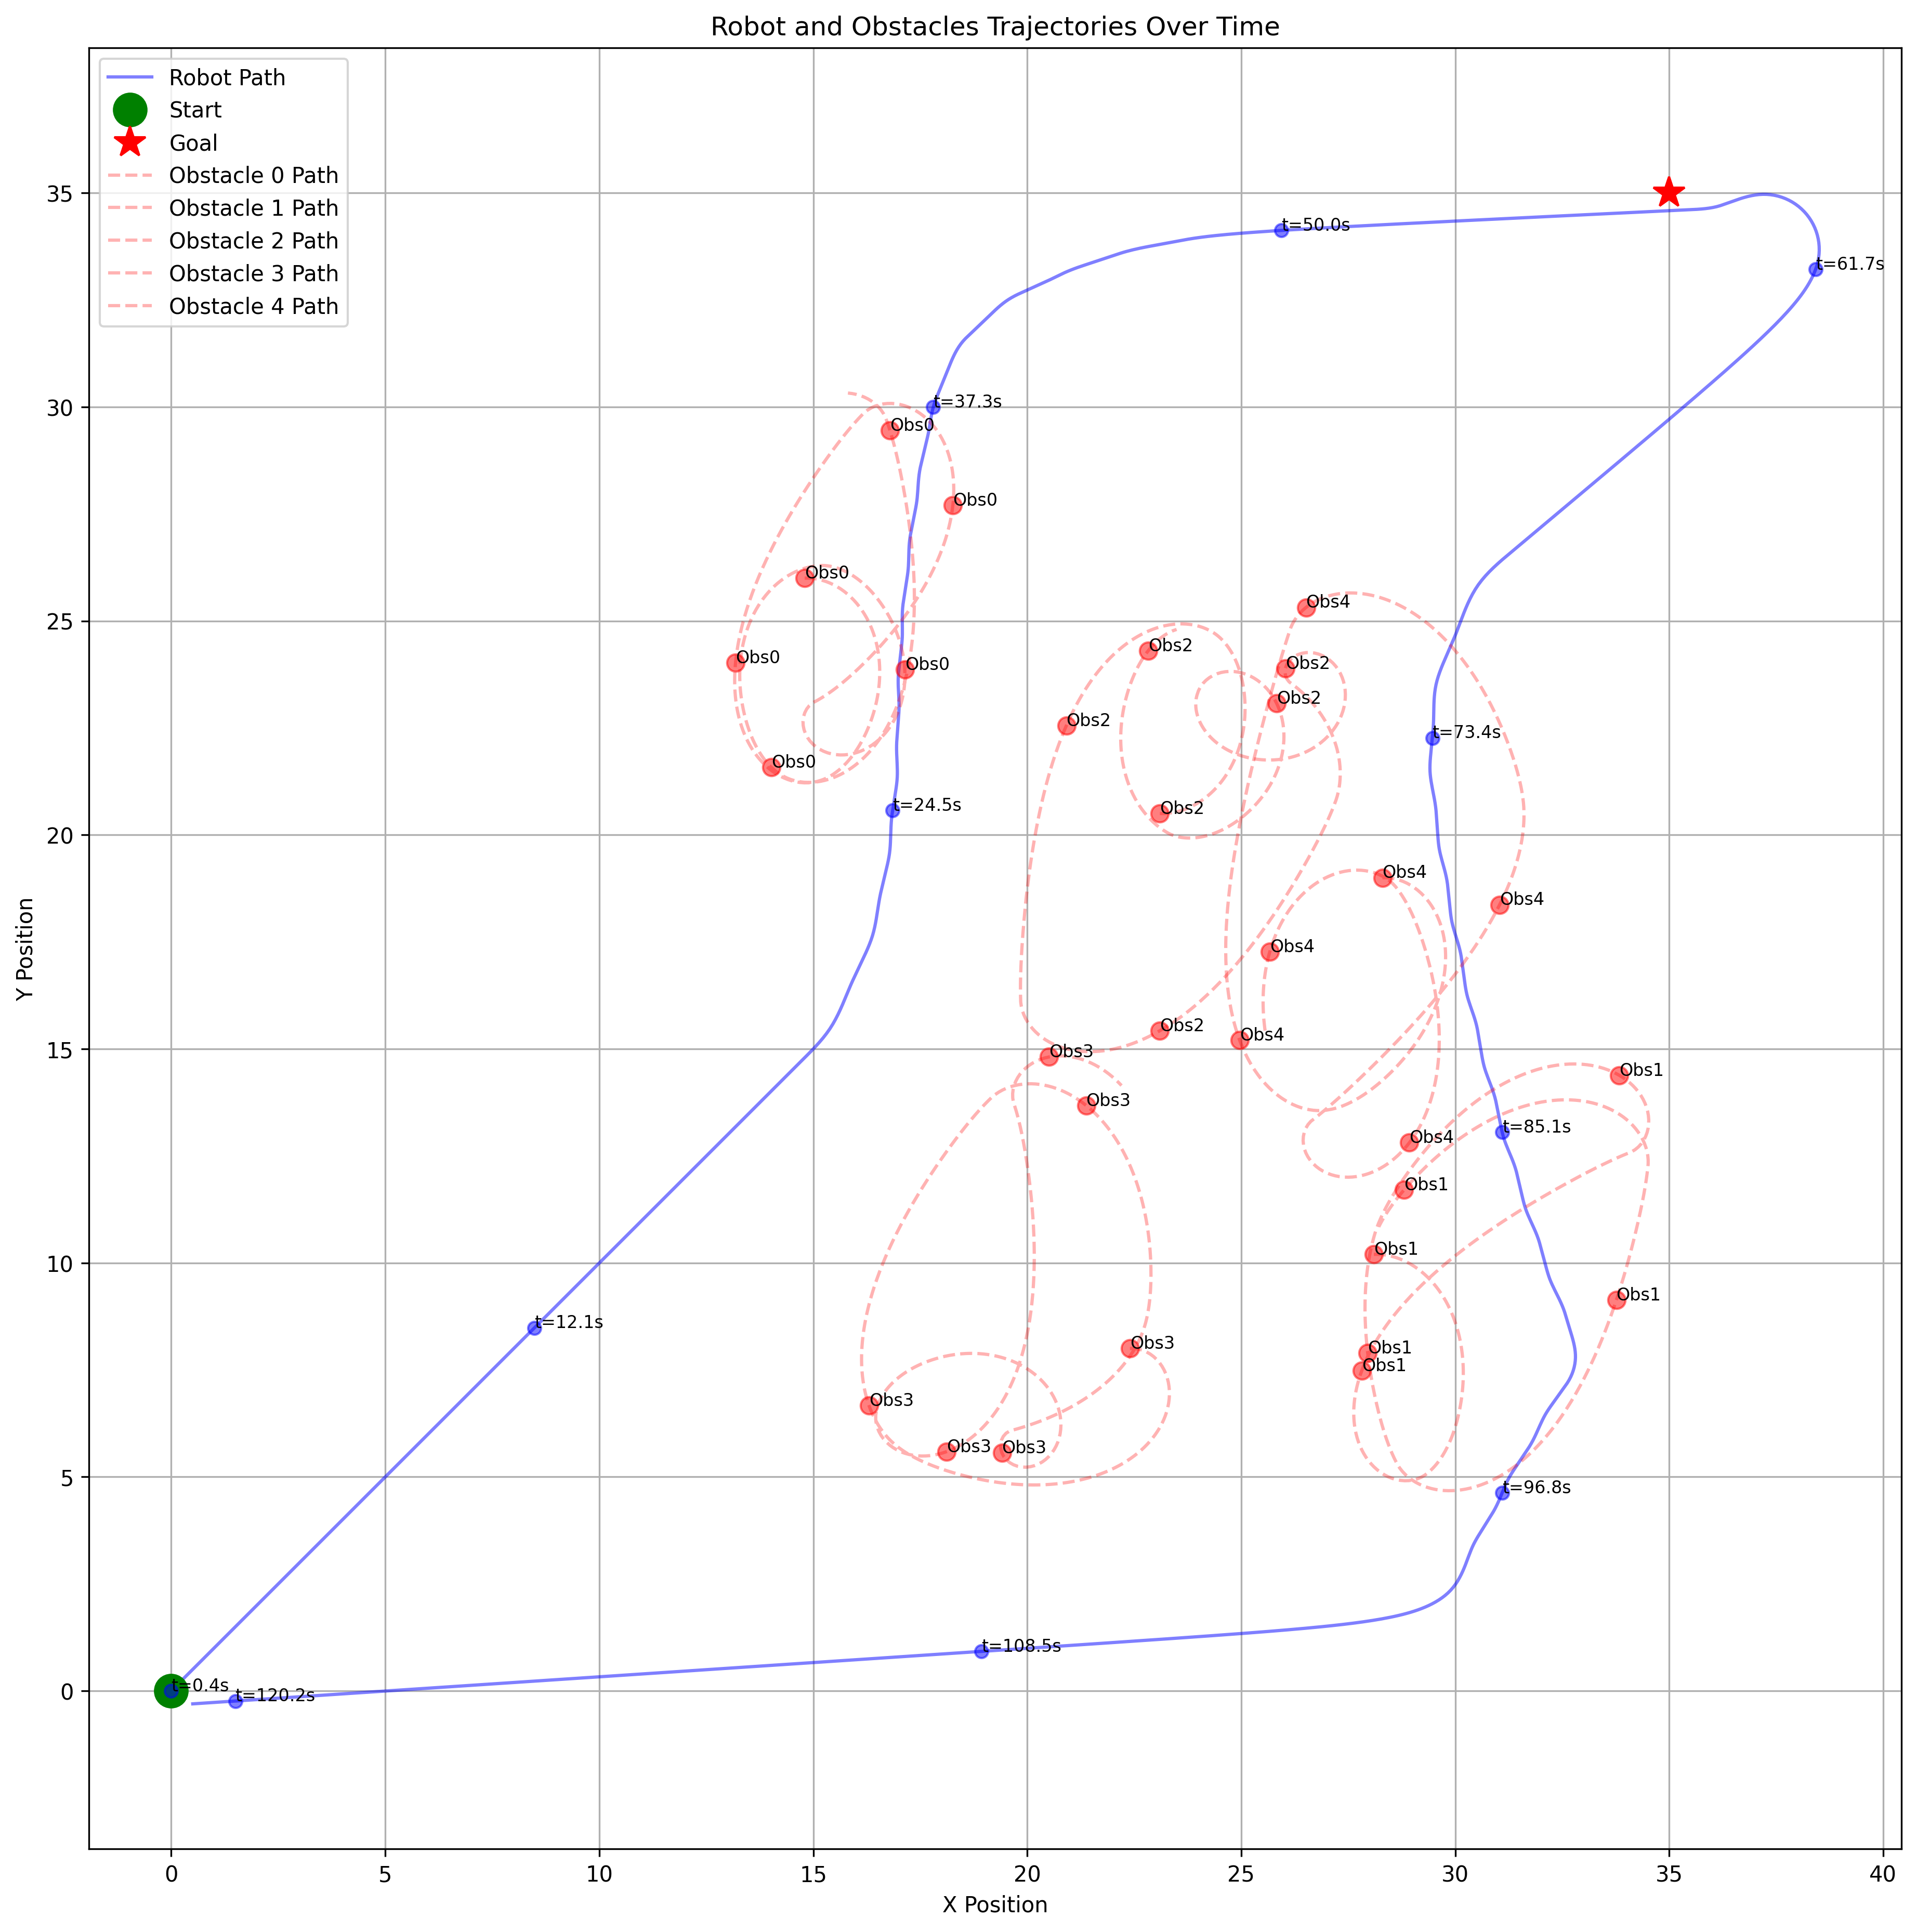 Robot and Obstacles Trajectories Over Time
Robot Path
Start
Goal
Obstacle 0 Path
Obstacle 1 Path
Obstacle 2 Path
Obstacle 3 Path
Obstacle 4 Path
35
t=50.0s
t=61.7s
30
t=37.3s
Obs0
Obs0
Obs0
25
Obs4
Obs2
Obs0
Obs0
Obs2
Obs2
Obs2
t=73.4s
Obs0
t=24.5s
Obs2
20
Obs4
Obs4
Obs4
Y Position
Obs2
Obs4
15
Obs3
Obs1
Obs3
t=85.1s
Obs4
Obs1
10
Obs1
Obs1
t=12.1s
Obs3
Obs1
Obs1
Obs3
Obs3
Obs3
5
t=96.8s
t=108.5s
0
t=0.4s
t=120.2s
0
5
10
15
20
25
30
35
40
X Position